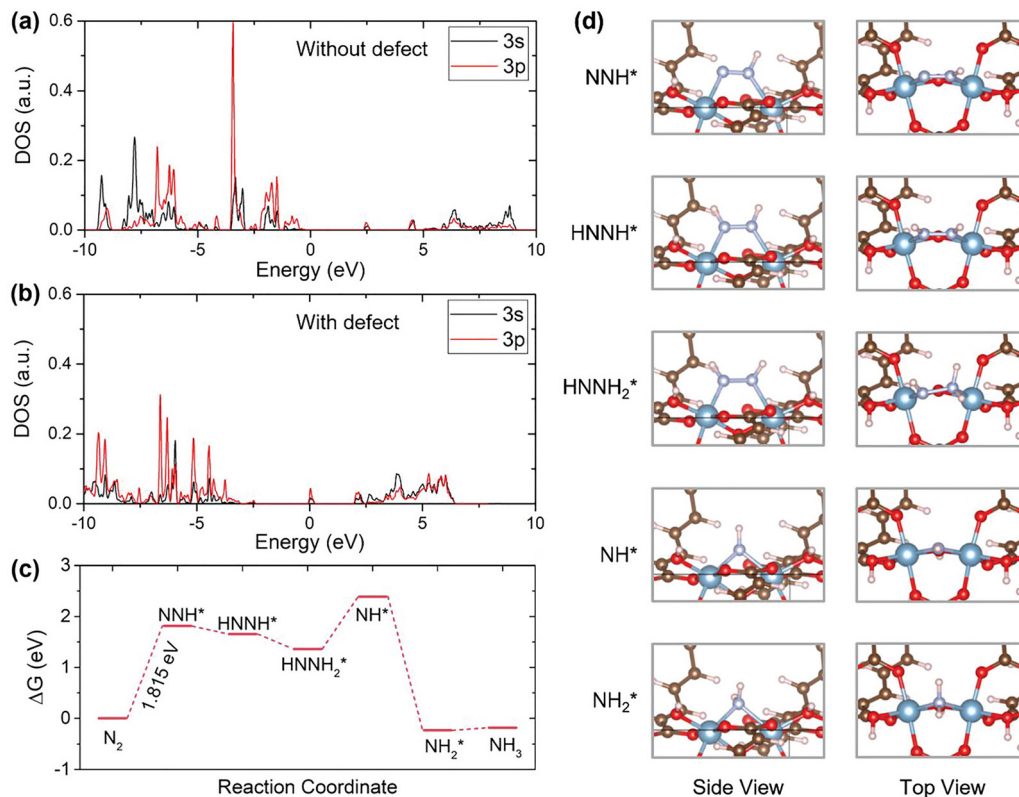 (a)
0.6
0.4
0.2
0.0
DOS (a.u.)
Without defect
3s
3p
-10
-5
0
5
10
Energy (eV)
(b)
0.6
0.4
0.2
0.0
DOS (a.u.)
With defect
3s
3p
-10
-5
0
5
10
Energy (eV)
(c)
3
2
1
0
-1
ΔG (eV)
N2
1.815 eV
NNH*
HNNH*
HNNH2*
NH*
NH2*
NH3
Reaction Coordinate
(d)
NNH*
HNNH*
HNNH2*
NH*
NH2*
Side View
Top View